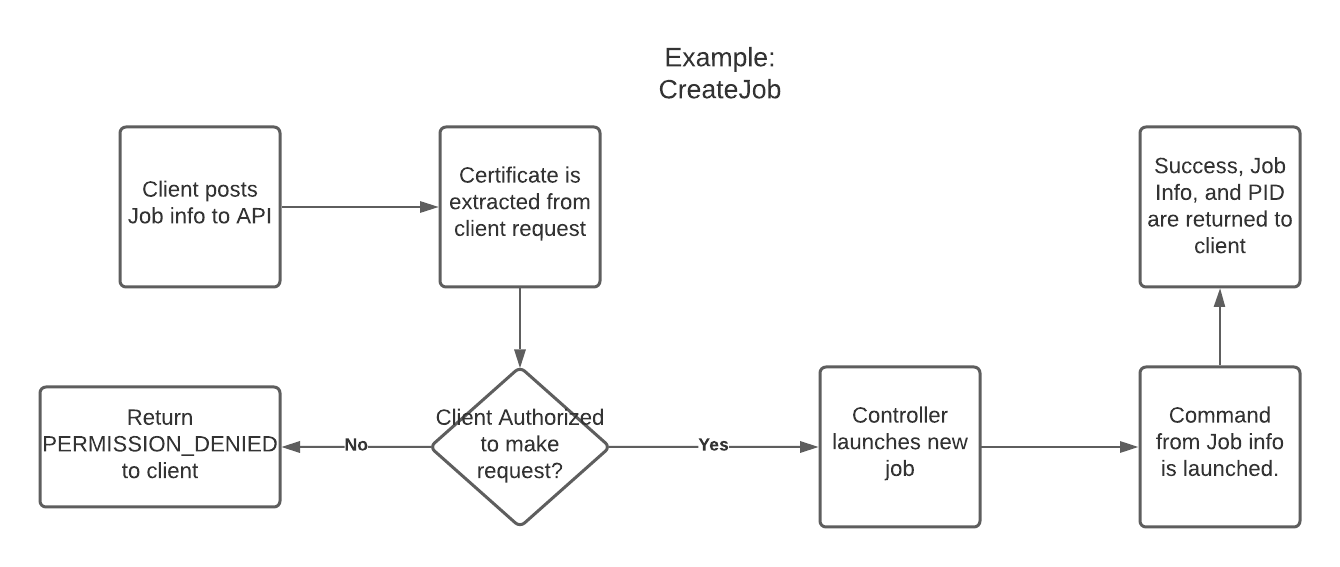 Example:
CreateJob
Client posts
Job info to API
Certificate is
extracted from
client request
Success, Job
Info, and PID
are returned to
client
Return
PERMISSION_DENIED
to client
No
Client Authorized
to make
request?
Yes
Controller
launches new
job
Command
from Job info
is launched.